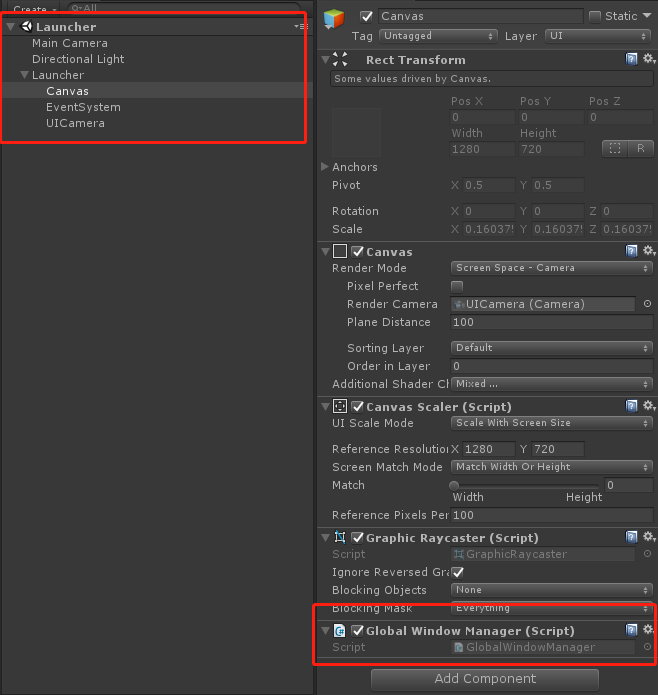 Create
All
Launcher
Main Camera
Directional Light
Launcher
Canvas
EventSystem
UICamera
Canvas
Static
Tag Untagged Layer UI
Rect Transform
Some values driven by Canvas.
Pos X Pos Y Pos Z
0 0 0
Width Height
1280 720
R
Anchors
Pivot X 0.5 Y 0.5
Rotation X 0 Y 0 Z 0
Scale X 0.16037 Y 0.16037 Z 0.16037
Canvas
Render Mode Screen Space - Camera
Pixel Perfect
Render Camera UICamera (Camera)
Plane Distance 100
Sorting Layer Default
Order in Layer 0
Additional Shader Ch Mixed ...
Canvas Scaler (Script)
UI Scale Mode Scale With Screen Size
Reference Resolution X 1280 Y 720
Screen Match Mode Match Width Or Height
Match 0
Width Height
Reference Pixels Per 100
Graphic Raycaster (Script)
Script GraphicRaycaster
Ignore Reversed Gra
Blocking Objects None
Blocking Mask Everything
Global Window Manager (Script)
Script GlobalWindowManager
Add Component